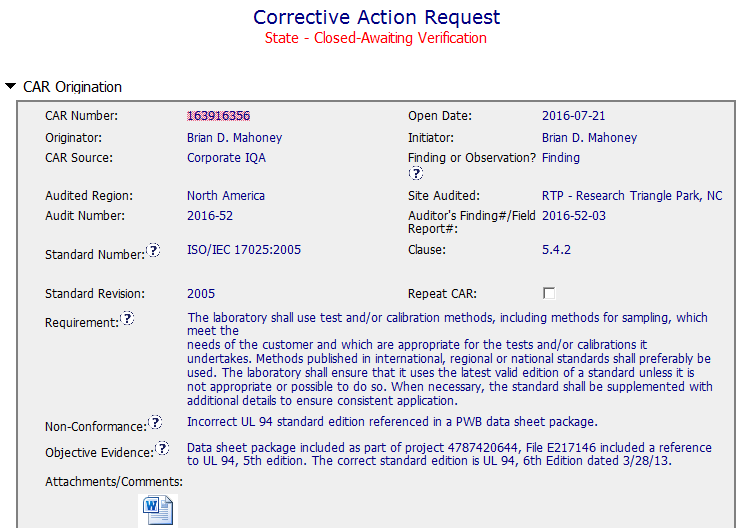 Corrective Action Request
State - Closed-Awaiting Verification
CAR Origination
CAR Number: 163916356 Open Date: 2016-07-21
Originator: Brian D. Mahoney Initiator: Brian D. Mahoney
CAR Source: Corporate IQA Finding or Observation? Finding
?
Audited Region: North America Site Audited: RTP - Research Triangle Park, NC
Audit Number: 2016-52 Auditor's Finding#/Field 2016-52-03
Report#:
Standard Number: ? ISO/IEC 17025:2005 Clause: 5.4.2
Standard Revision: 2005 Repeat CAR:
Requirement: ? The laboratory shall use test and/or calibration methods, including methods for sampling, which
meet the
needs of the customer and which are appropriate for the tests and/or calibrations it
undertakes. Methods published in international, regional or national standards shall preferably be
used. The laboratory shall ensure that it uses the latest valid edition of a standard unless it is
not appropriate or possible to do so. When necessary, the standard shall be supplemented with
additional details to ensure consistent application.
Non-Conformance: ? Incorrect UL 94 standard edition referenced in a PWB data sheet package.
Objective Evidence: ? Data sheet package included as part of project 4787420644, File E217146 included a reference
to UL 94, 5th edition. The correct standard edition is UL 94, 6th Edition dated 3/28/13.
Attachments/Comments:
W